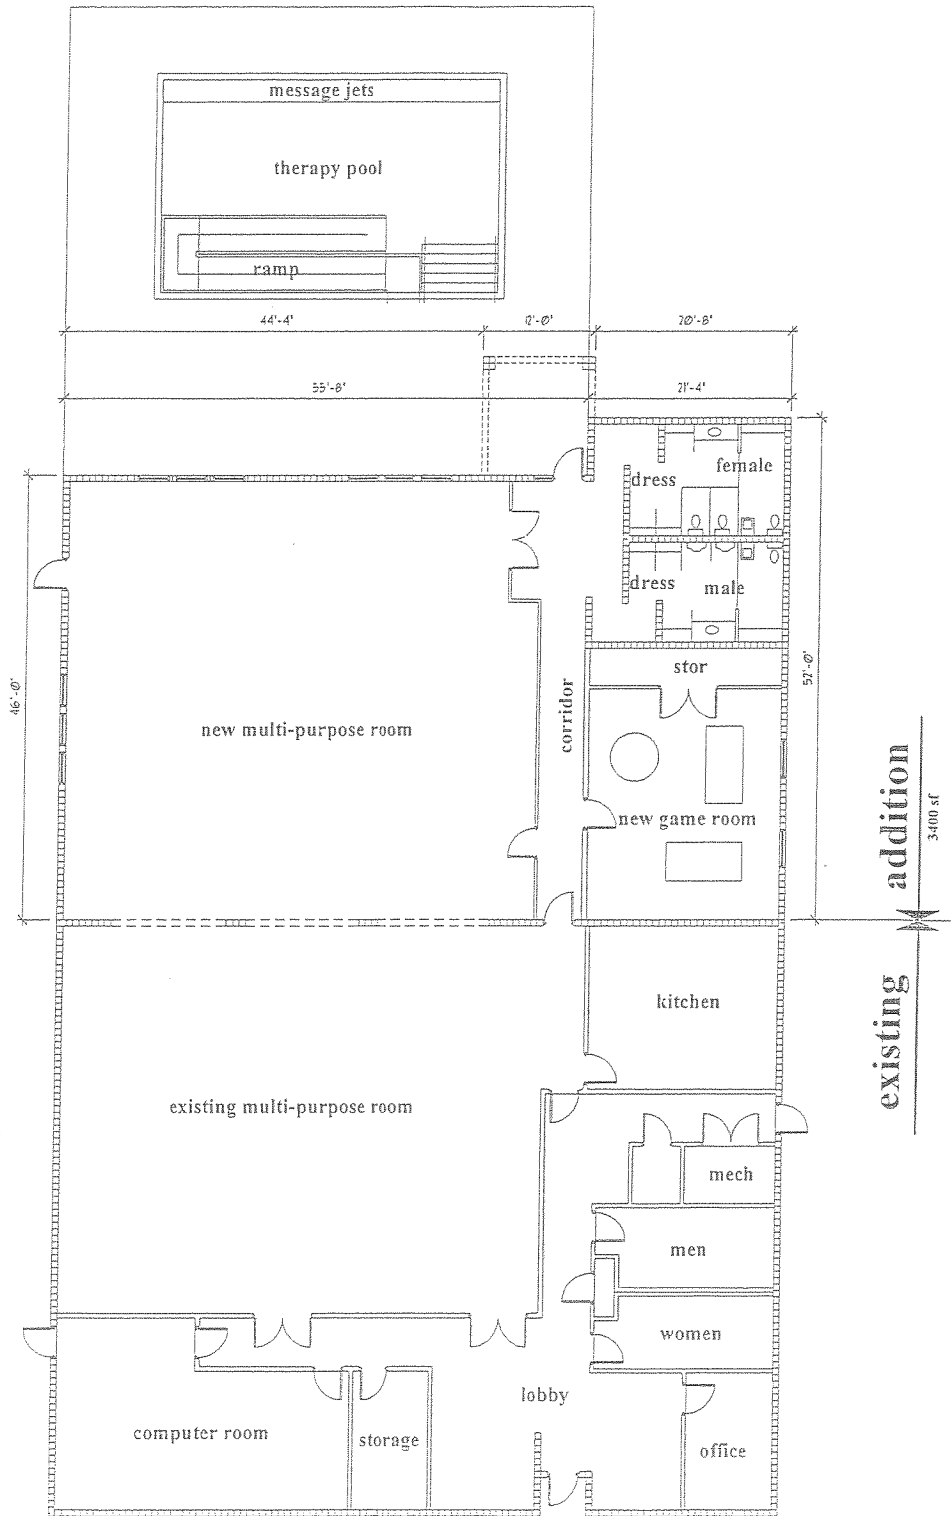 message jets
therapy pool
ramp
44'-4"
12'-0"
20'-8"
55'-8"
21'-4"
female
dress
dress
male
stor
46'-0"
52'-0"
new multi-purpose room
corridor
new game room
addition
3400 sf
existing
kitchen
existing multi-purpose room
mech
men
women
lobby
computer room
storage
office